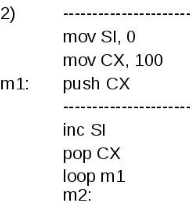 2) -----------------------
mov SI, 0
mov CX, 100
m1: push CX
-----------------------
inc SI
pop CX
loop m1
m2: